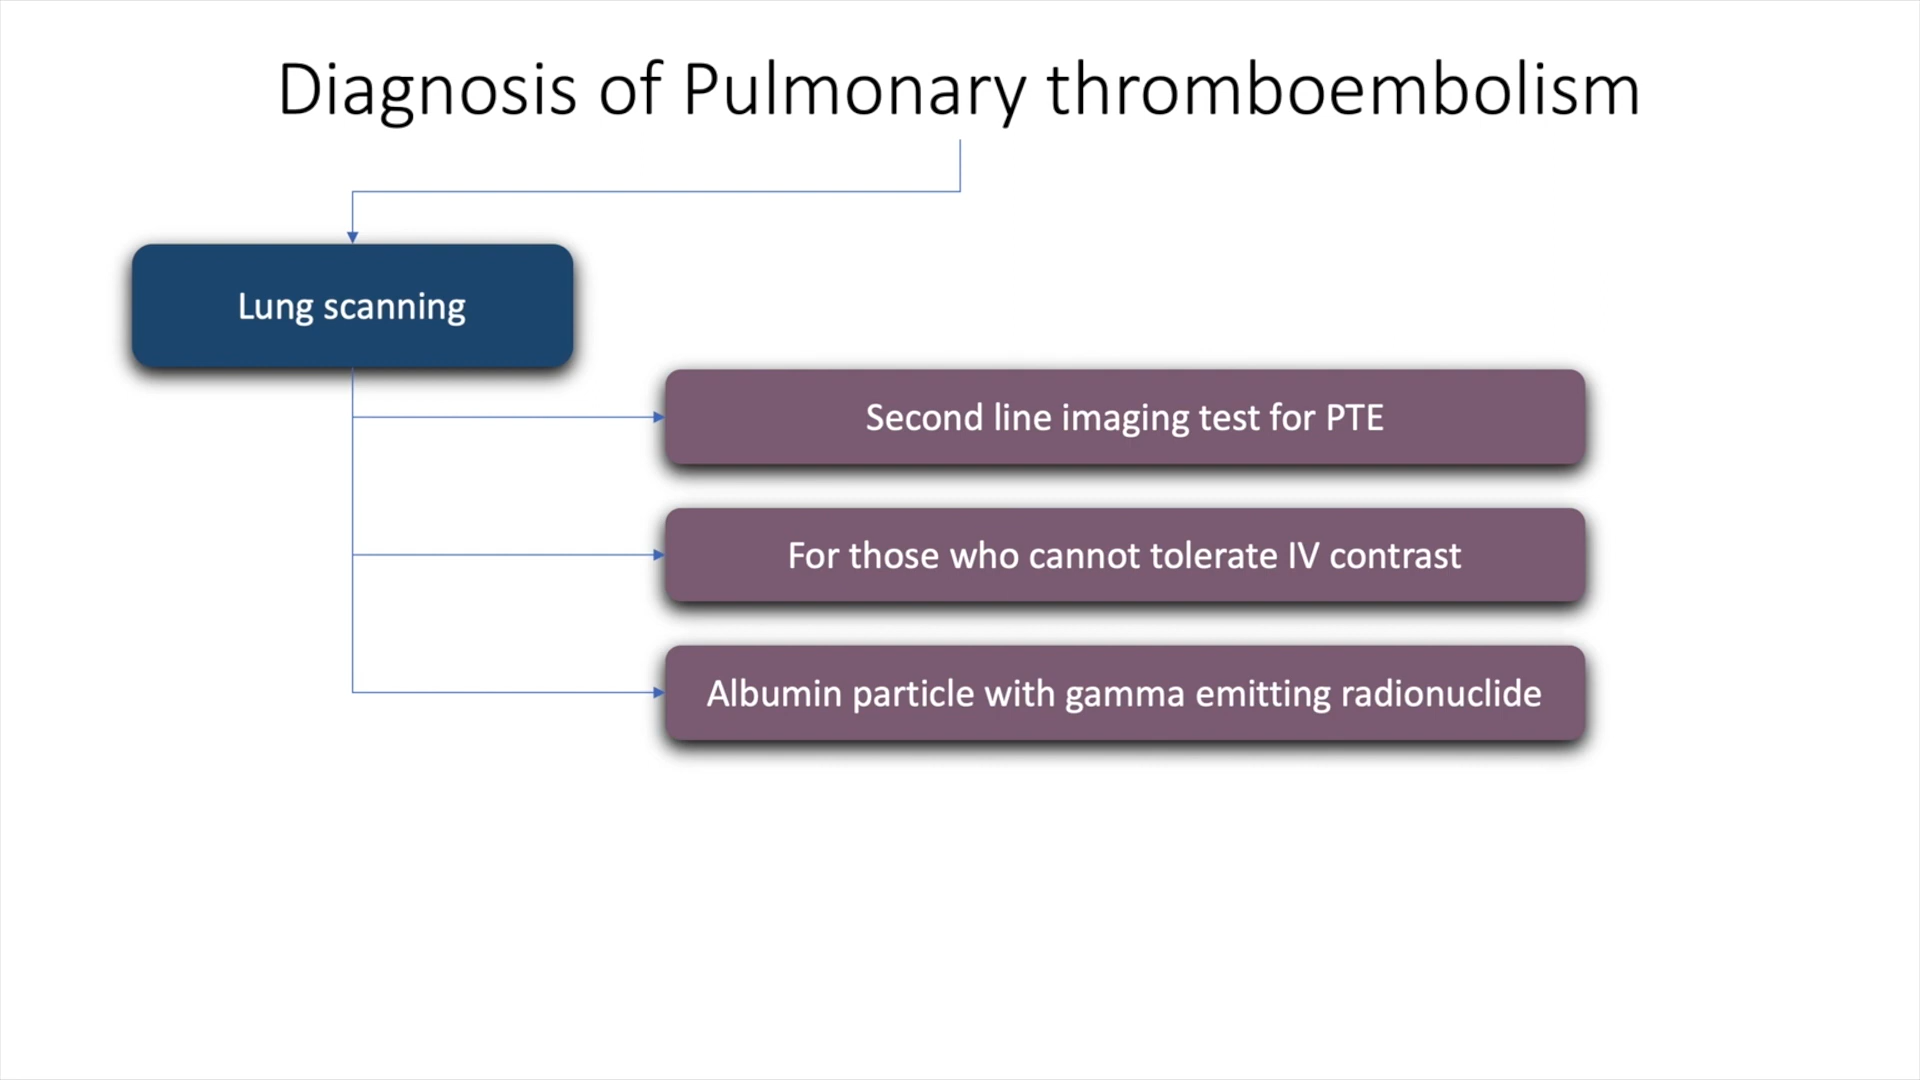 Diagnosis of Pulmonary thromboembolism
Lung scanning
Second line imaging test for PTE
For those who cannot tolerate IV contrast
Albumin particle with gamma emitting radionuclide